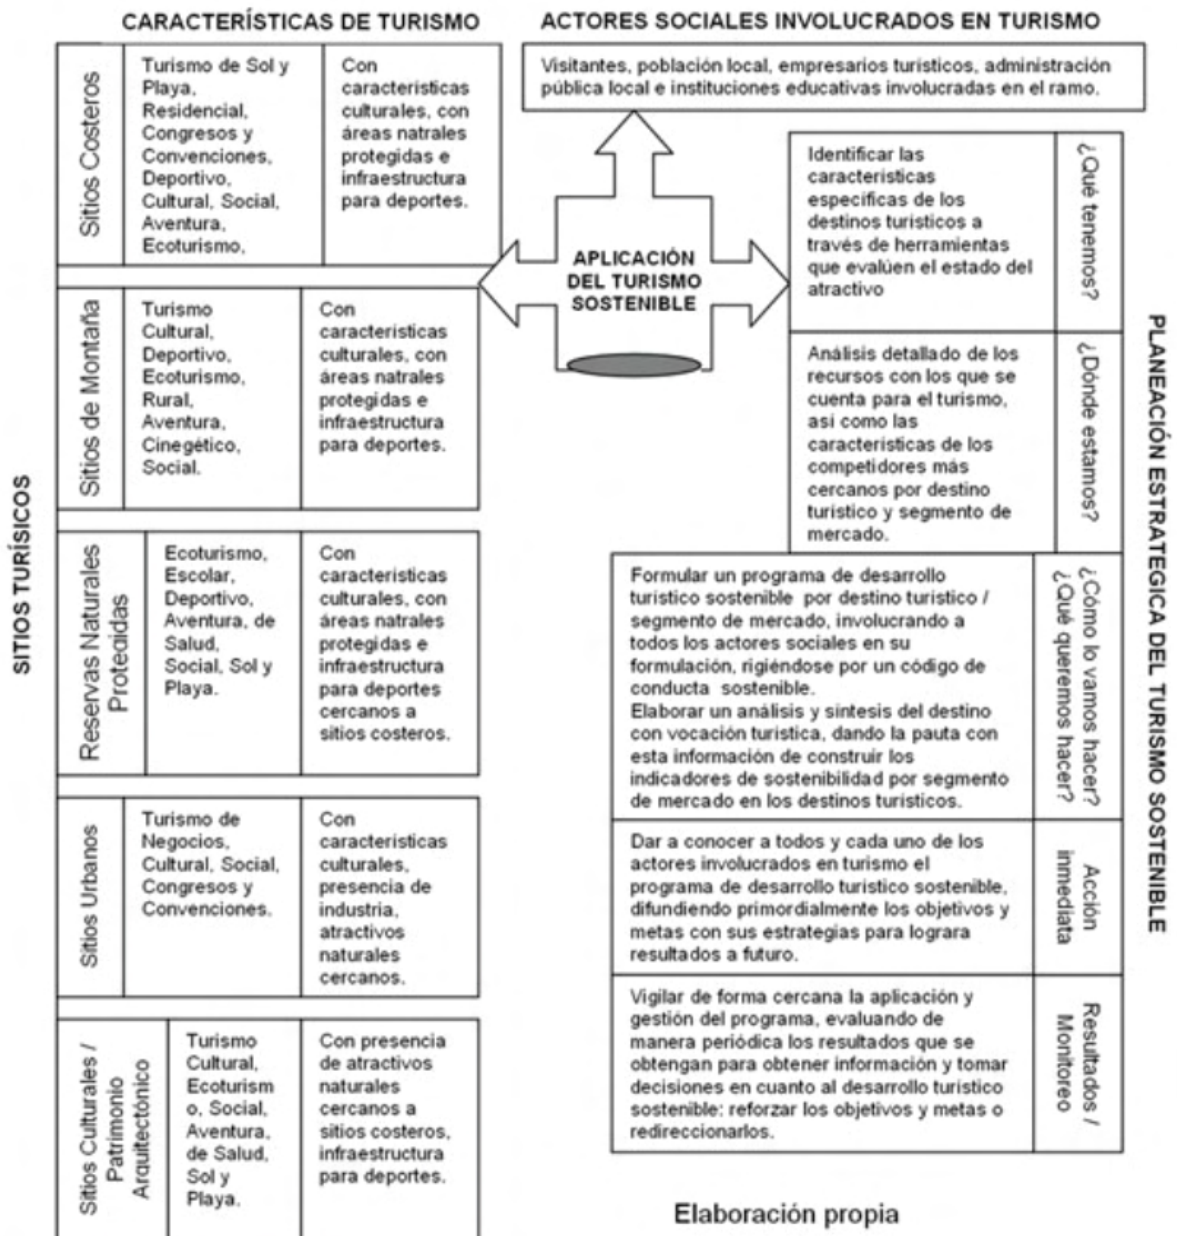 CARACTERÍSTICAS DE TURISMO
ACTORES SOCIALES INVOLUCRADOS EN TURISMO
Visitantes, población local, empresarios turísticos, administración
pública local e instituciones educativas involucradas en el ramo.
SITIOS TURÍSICOS
Sitios Costeros
Turismo de Sol y
Playa,
Residencial,
Congresos y
Convenciones,
Deportivo,
Cultural, Social,
Aventura,
Ecoturismo,
Con
características
culturales, con
áreas natrales
protegidas e
infraestructura
para deportes.
Sitios de Montaña
Turismo
Cultural,
Deportivo,
Ecoturismo,
Rural,
Aventura,
Cinegético,
Social.
Con
características
culturales, con
áreas natrales
protegidas e
infraestructura
para deportes.
Reservas Naturales
Protegidas
Ecoturismo,
Escolar,
Deportivo,
Aventura, de
Salud,
Social, Sol y
Playa.
Con
características
culturales, con
áreas natrales
protegidas e
infraestructura
para deportes
cercanos a
sitios costeros.
Sitios Urbanos
Turismo de
Negocios,
Cultural, Social,
Congresos y
Convenciones.
Con
características
culturales,
presencia de
industria,
atractivos
naturales
cercanos.
Sitios Culturales /
Patrimonio
Arquitectónico
Turismo
Cultural,
Ecoturism
o, Social,
Aventura,
de Salud,
Sol y
Playa.
Con presencia
de atractivos
naturales
cercanos a
sitios costeros,
infraestructura
para deportes.
APLICACIÓN
DEL TURISMO
SOSTENIBLE
Identificar las
características
específicas de los
destinos turísticos a
través de herramientas
que evalúen el estado del
atractivo
¿Qué tenemos?
Análisis detallado de los
recursos con los que se
cuenta para el turismo,
así como las
características de los
competidores más
cercanos por destino
turístico y segmento de
mercado.
¿Dónde estamos?
Formular un programa de desarrollo
turístico sostenible por destino turístico /
segmento de mercado, involucrando a
todos los actores sociales en su
formulación, rigiéndose por un código de
conducta sostenible.
Elaborar un análisis y síntesis del destino
con vocación turística, dando la pauta con
esta información de construir los
indicadores de sostenibilidad por segmento
de mercado en los destinos turísticos.
¿Cómo lo vamos hacer?
¿Qué queremos hacer?
Dar a conocer a todos y cada uno de los
actores involucrados en turismo el
programa de desarrollo turístico sostenible,
difundiendo primordialmente los objetivos y
metas con sus estrategias para lograra
resultados a futuro.
Acción
inmediata
Vigilar de forma cercana la aplicación y
gestión del programa, evaluando de
manera periódica los resultados que se
obtengan para obtener información y tomar
decisiones en cuanto al desarrollo turístico
sostenible: reforzar los objetivos y metas o
redireccionarlos.
Resultados /
Monitoreo
PLANEACIÓN ESTRATEGICA DEL TURISMO SOSTENIBLE
Elaboración propia